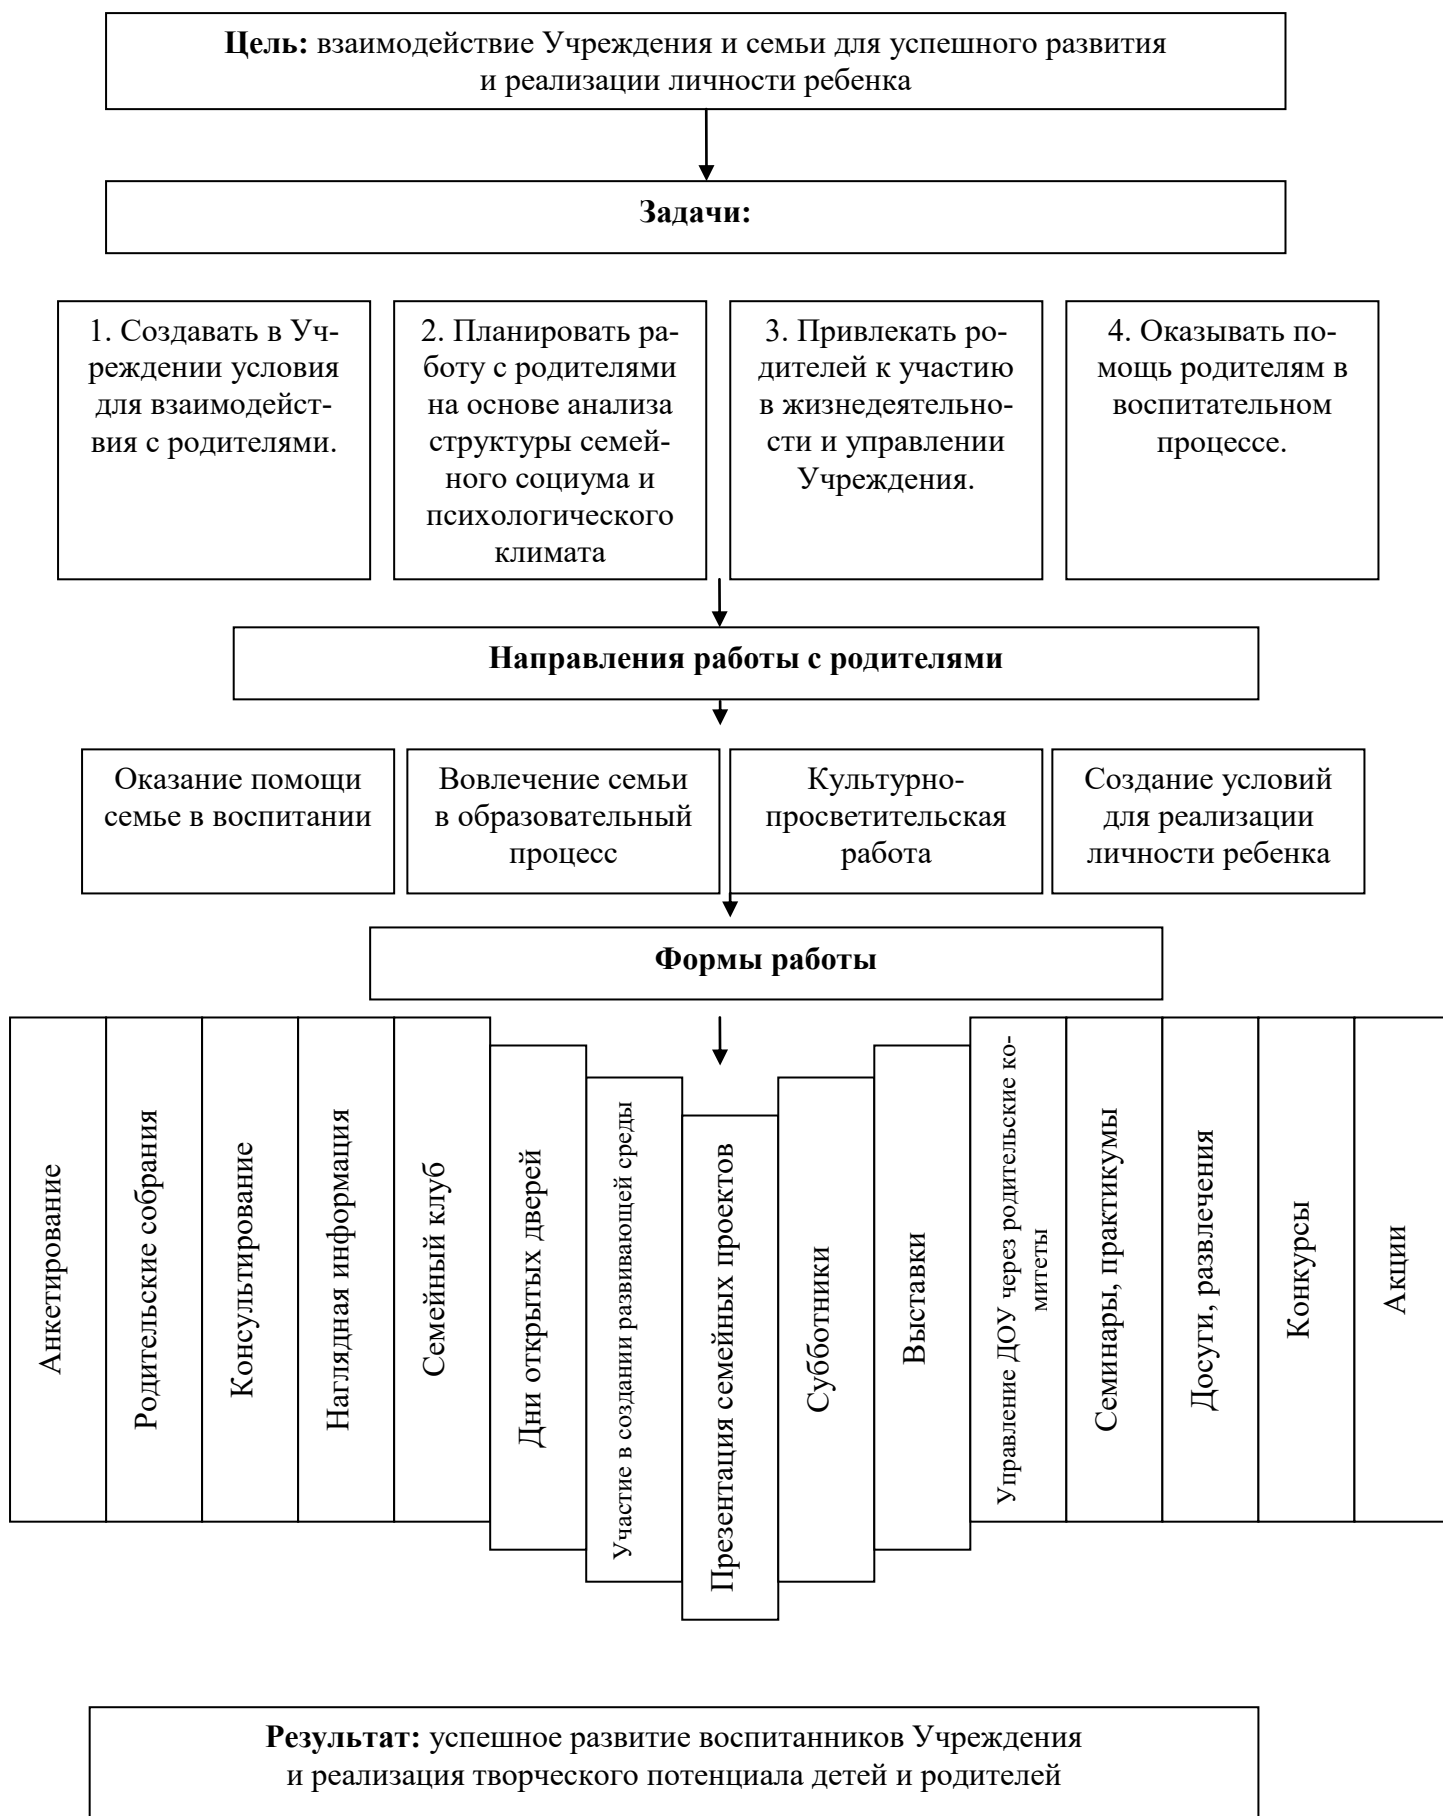 Цель: взаимодействие Учреждения и семьи для успешного развития
и реализации личности ребенка
Задачи:
1. Создавать в Уч-
реждении условия
для взаимодейст-
вия с родителями.
2. Планировать ра-
боту с родителями
на основе анализа
структуры семей-
ного социума и
психологического
климата
3. Привлекать ро-
дителей к участию
в жизнедеятельно-
сти и управлении
Учреждения.
4. Оказывать по-
мощь родителям в
воспитательном
процессе.
Направления работы с родителями
Оказание помощи
семье в воспитании
Вовлечение семьи
в образовательный
процесс
Культурно-
просветительская
работа
Создание условий
для реализации
личности ребенка
Формы работы
Анкетирование
Родительские собрания
Консультирование
Наглядная информация
Семейный клуб
Дни открытых дверей
Участие в создании развивающей среды
Презентация семейных проектов
Субботники
Выставки
Управление ДОУ через родительские ко-
митеты
Семинары, практикумы
Досуги, развлечения
Конкурсы
Акции
Результат: успешное развитие воспитанников Учреждения
и реализация творческого потенциала детей и родителей